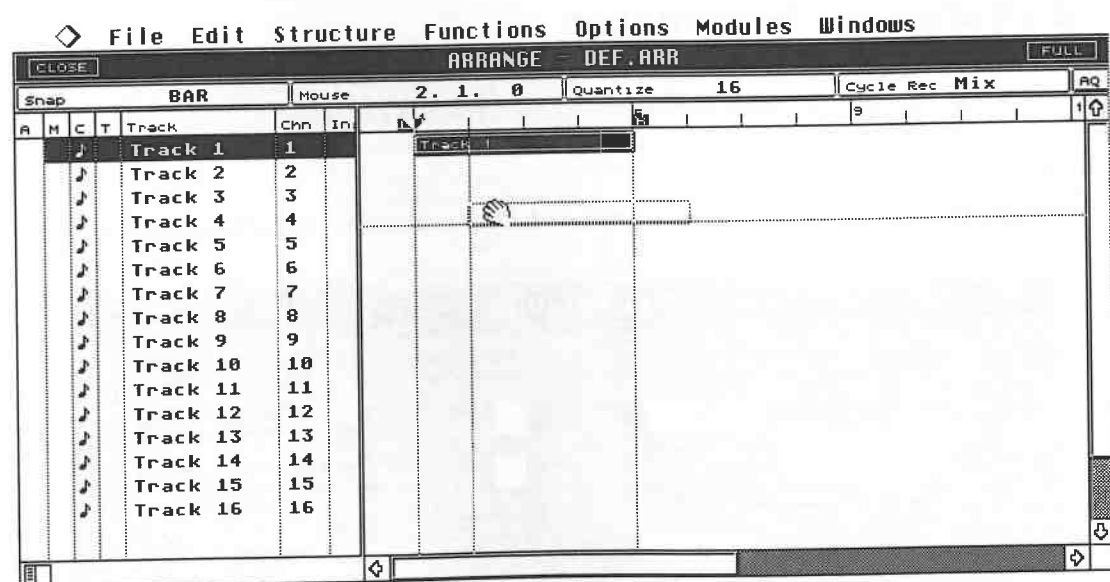 File Edit Structure Functions Options Modules Windows
CLOSE ARRANGE - DEF.ARR FULL
Snap BAR Mouse 2. 1. 0 Quantize 16 Cycle Rec Mix AQ
A M C T Track Chn In 5 9 1
Track 1 1 Track 1
Track 2 2
Track 3 3
Track 4 4
Track 5 5
Track 6 6
Track 7 7
Track 8 8
Track 9 9
Track 10 10
Track 11 11
Track 12 12
Track 13 13
Track 14 14
Track 15 15
Track 16 16